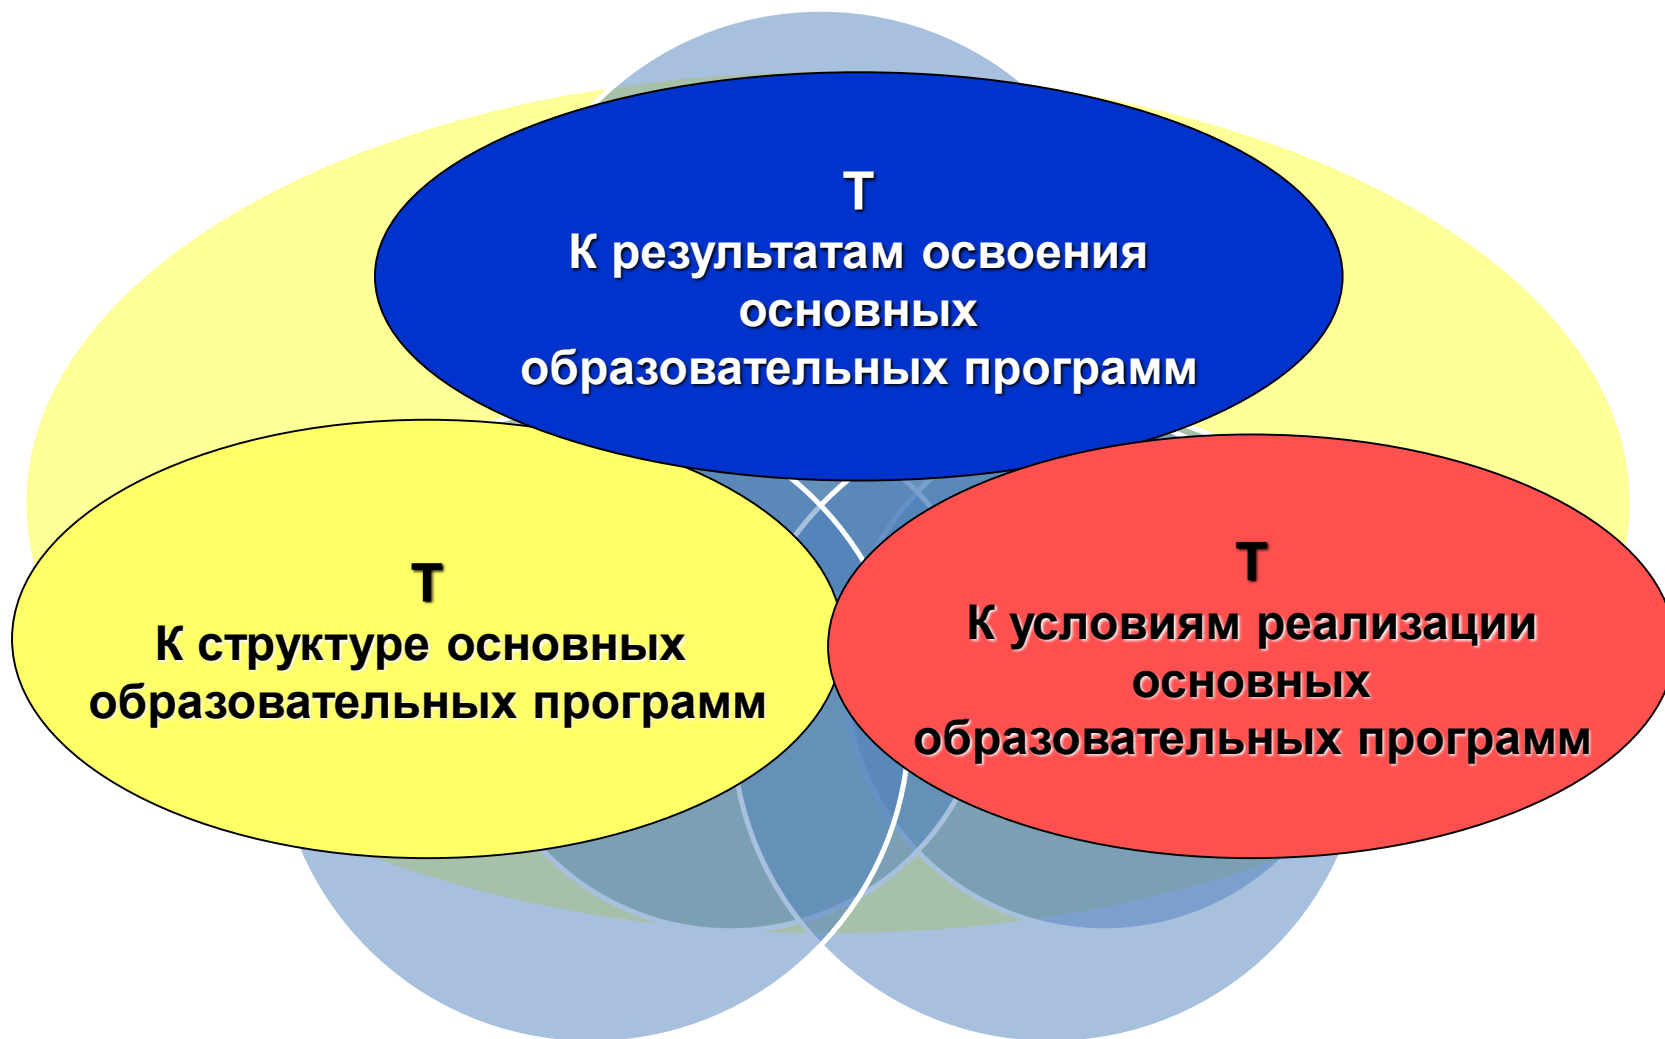 Т
К результатам освоения
основных
образовательных программ
Т
К структуре основных
образовательных программ
Т
К условиям реализации
основных
образовательных программ